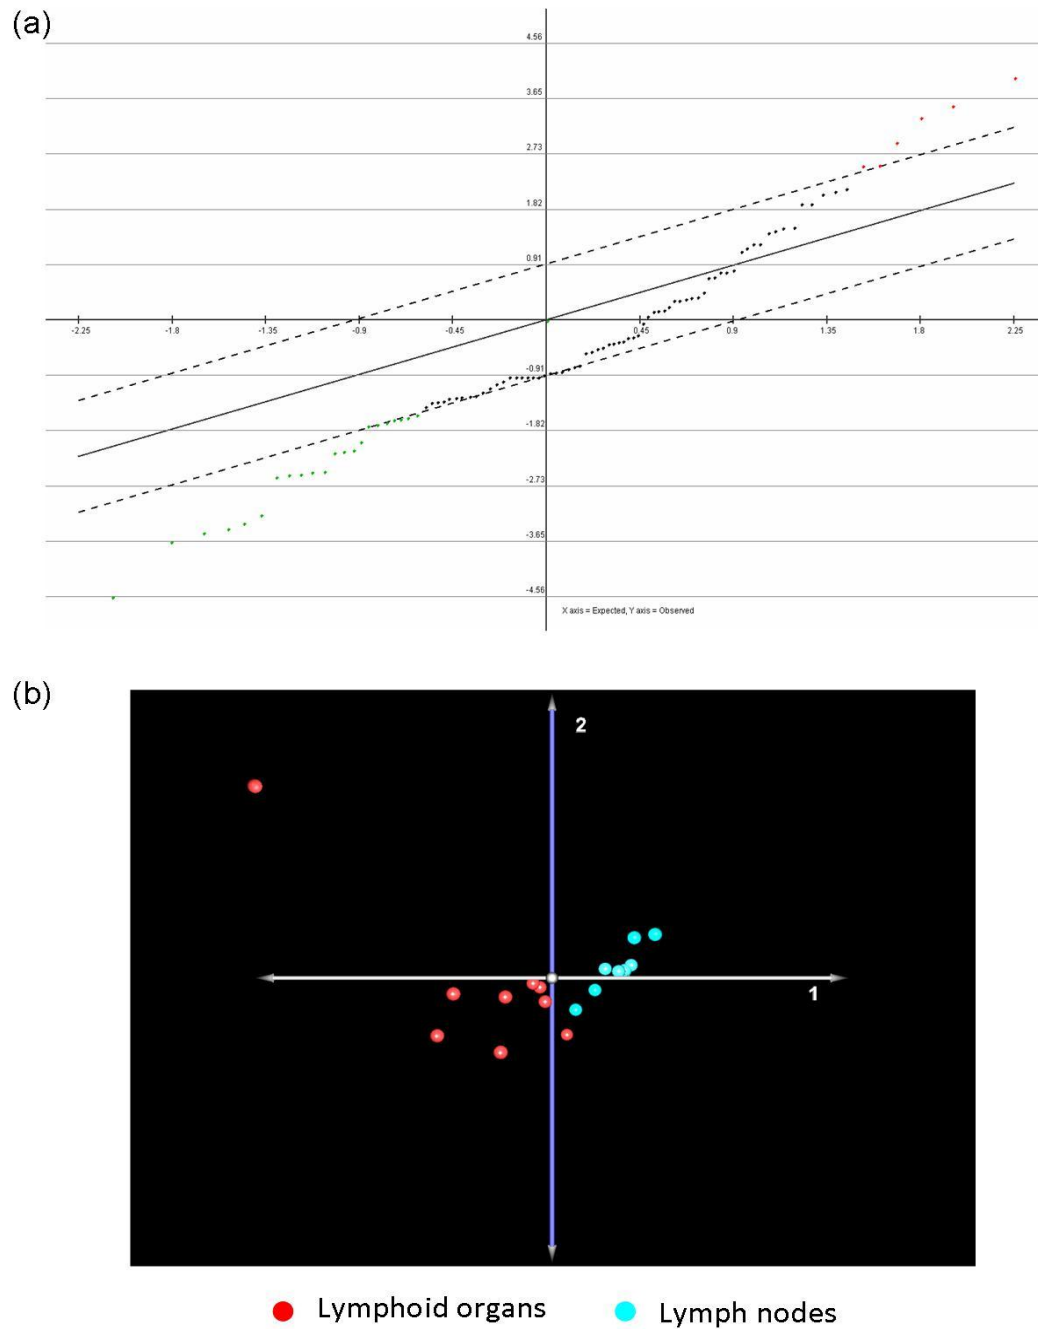 (a)
4.56
3.65
2.73
1.82
0.91
-2.25 -1.8 -1.35 -0.9 -0.45 0.45 0.9 1.35 1.8 2.25
-0.91
-1.82
-2.73
-3.65
-4.56
X axis = Expected, Y axis = Observed
(b)
2
1
Lymphoid organs Lymph nodes